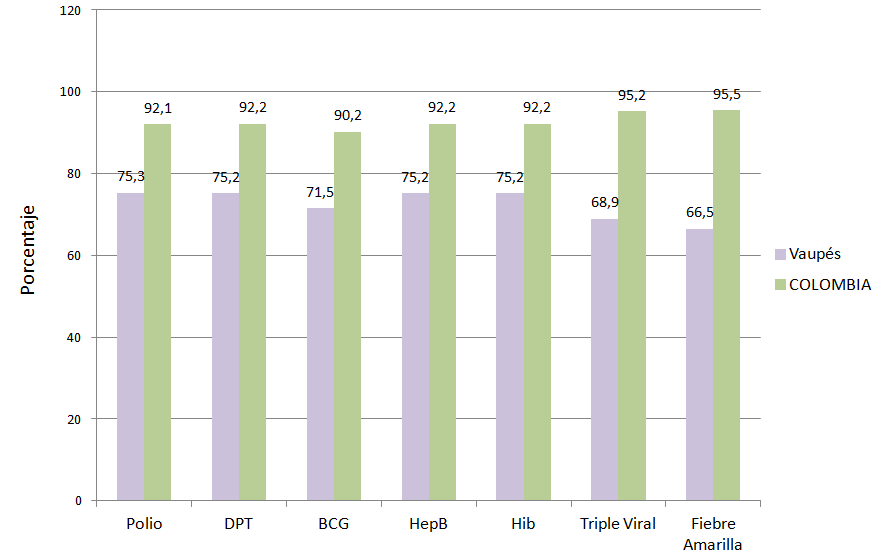 120
100
80
60
40
20
0
Porcentaje
75,3
92,1
75,2
92,2
71,5
90,2
75,2
92,2
75,2
92,2
68,9
95,2
66,5
95,5
Polio
DPT
BCG
HepB
Hib
Triple Viral
Fiebre
Amarilla
Vaupés
COLOMBIA